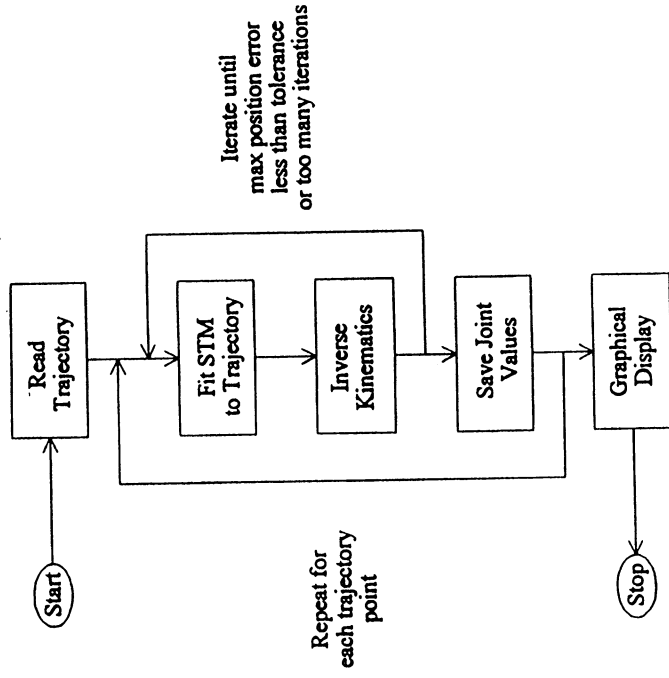 Start
Read
Trajectory
Iterate until
max position error
less than tolerance
or too many iterations
Fit STM
to Trajectory
Inverse
Kinematics
Repeat for
each trajectory
point
Save Joint
Values
Graphical
Display
Stop